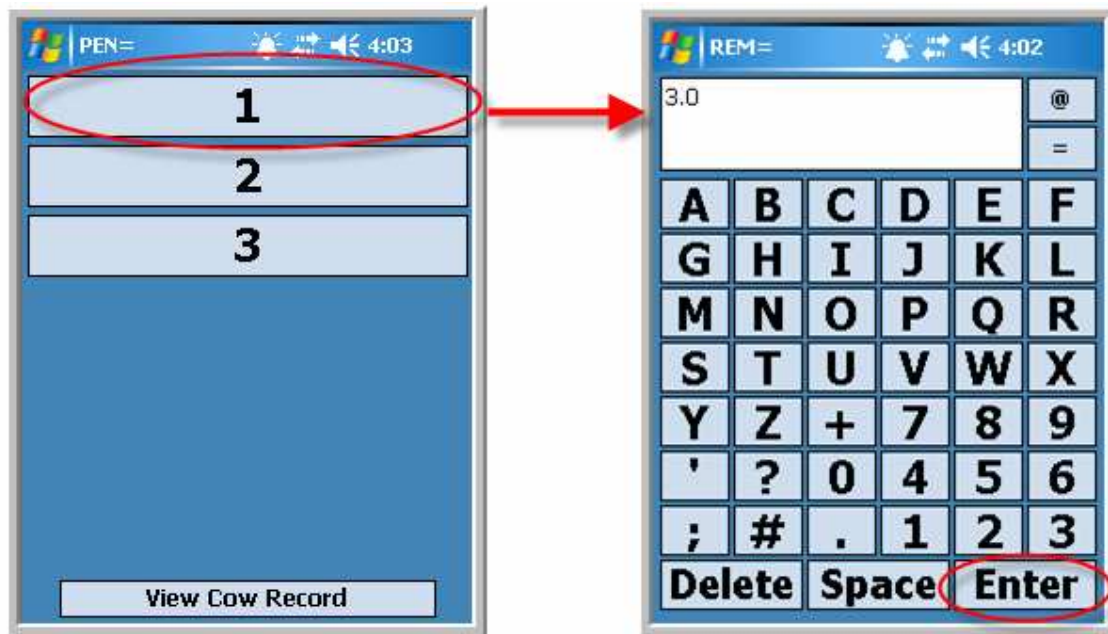 PEN= 4:03
1
2
3
View Cow Record
REM= 4:02
3.0
@
=
A B C D E F
G H I J K L
M N O P Q R
S T U V W X
Y Z + 7 8 9
' ? 0 4 5 6
; # . 1 2 3
Delete Space Enter